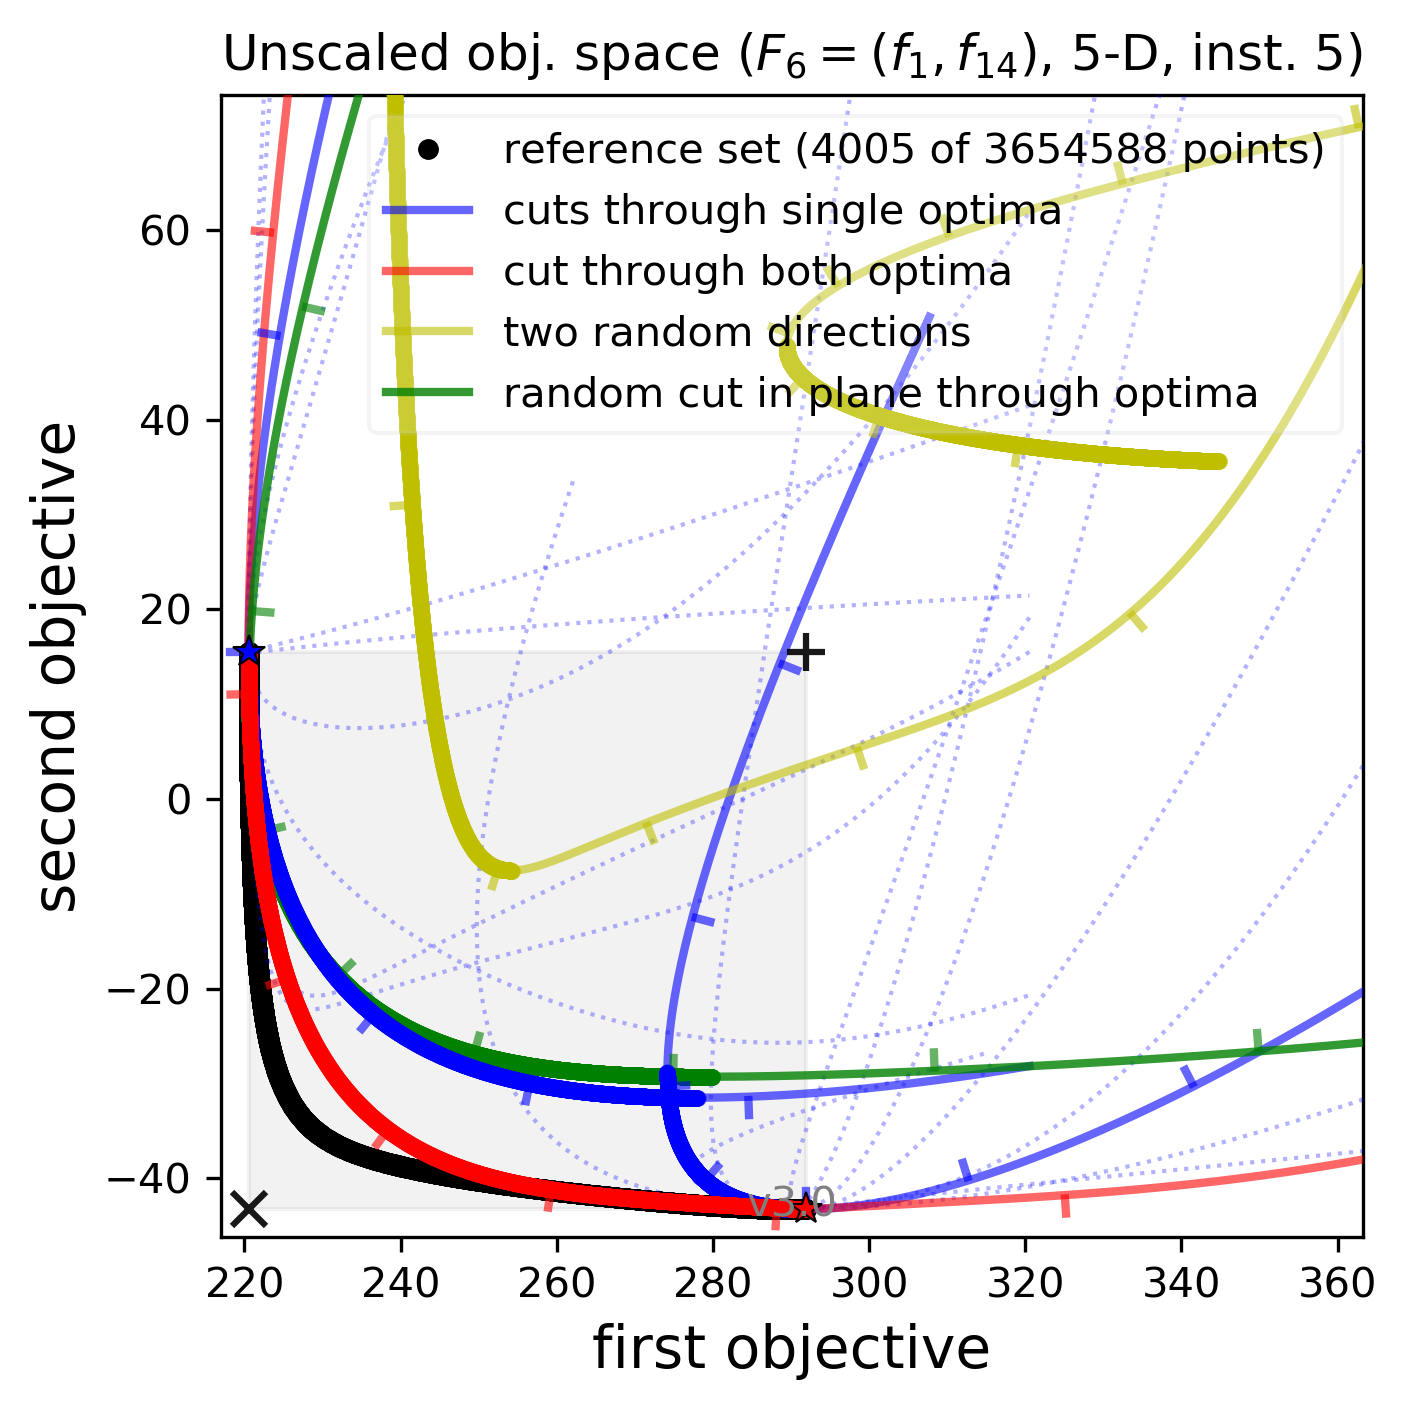 Unscaled obj. space (F₆ = (f₁, f₁₄), 5-D, inst. 5)
reference set (4005 of 3654588 points)
cuts through single optima
cut through both optima
two random directions
random cut in plane through optima
second objective
60
40
20
0
−20
−40
v3.0
220 240 260 280 300 320 340 360
first objective